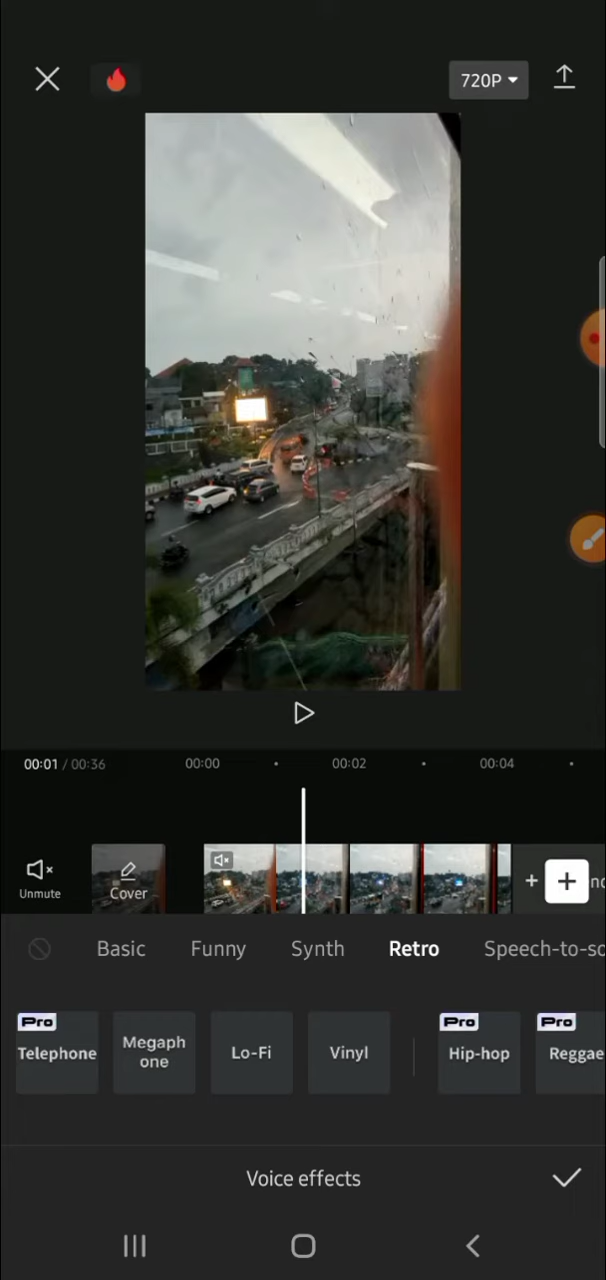 720P
00:01 / 00:36
00:00
00:02
00:04
Unmute
Cover
Basic
Funny
Synth
Retro
Speech-to-so
Pro
Telephone
Megaph
one
Lo-Fi
Vinyl
Pro
Hip-hop
Pro
Reggae
Voice effects